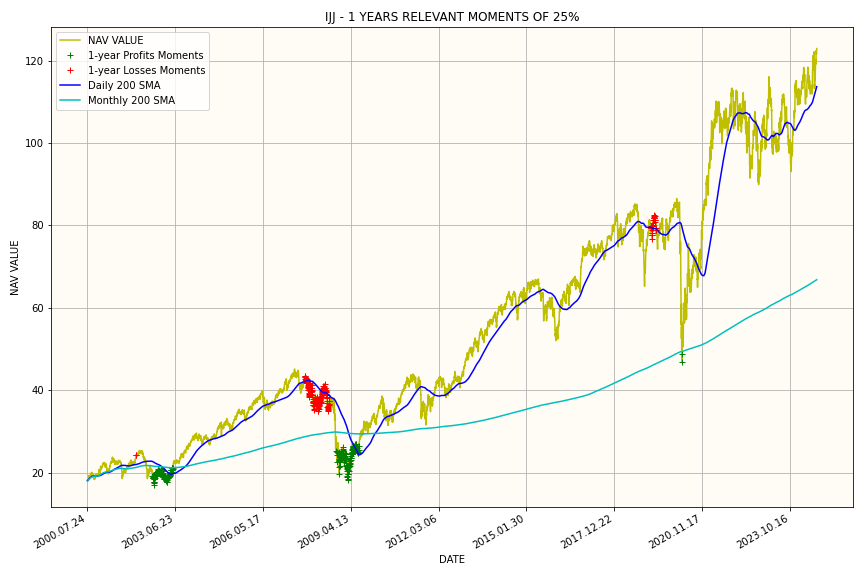 IJJ - 1 YEARS RELEVANT MOMENTS OF 25%
NAV VALUE
1-year Profits Moments
1-year Losses Moments
Daily 200 SMA
Monthly 200 SMA
120
100
80
60
40
20
NAV VALUE
2000.07.24
2003.06.23
2006.05.17
2009.04.13
2012.03.06
2015.01.30
2017.12.22
2020.11.17
2023.10.16
DATE